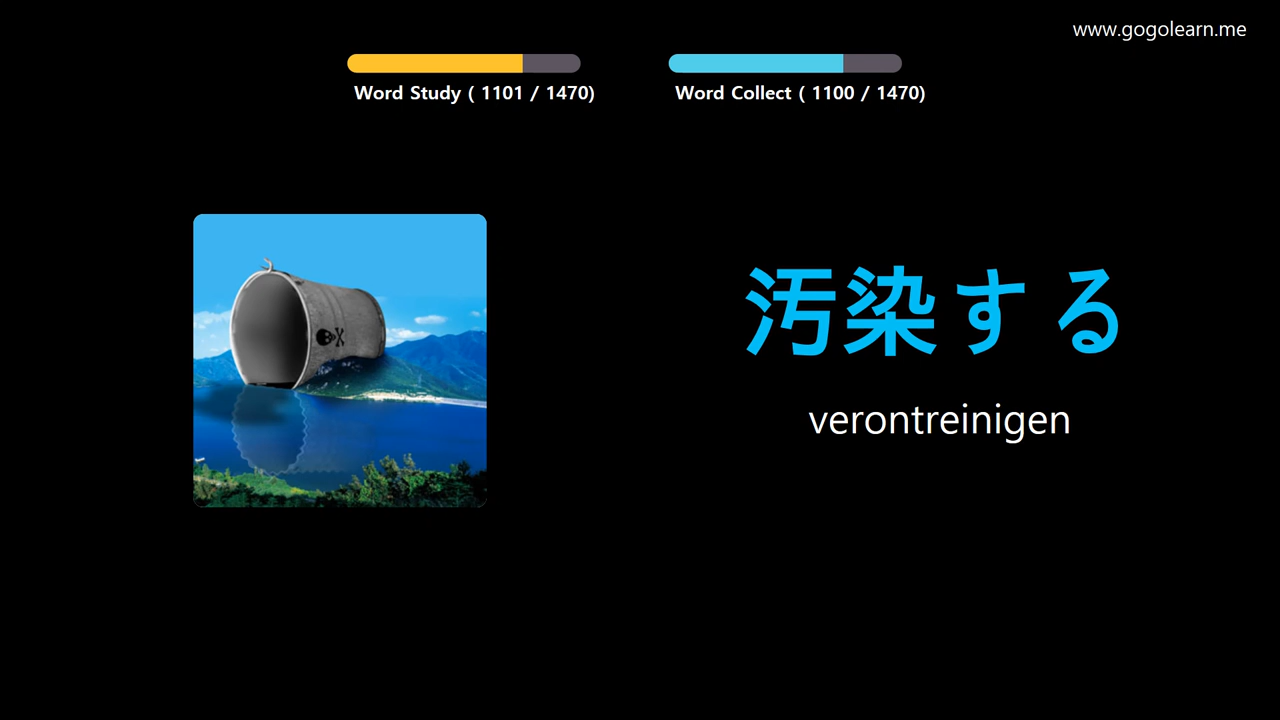 www.gogolearn.me
Word Study ( 1101 / 1470)
Word Collect ( 1100 / 1470)
汚染する
verontreinigen